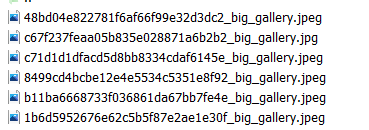 48bd04e822781f6af66f99e32d3dc2_big_gallery.jpeg
c67f237feaa05b835e028871a6b2b2_big_gallery.jpg
c71d1d1dfacd5d8bb8334cdaf6145e_big_gallery.jpeg
8499cd4bcbe12e4e5534c5351e8f92_big_gallery.jpeg
b11ba6668733f036861da67bb7fe4e_big_gallery.jpeg
1b6d5952676e62c5b5f87e2ae1e30f_big_gallery.jpeg